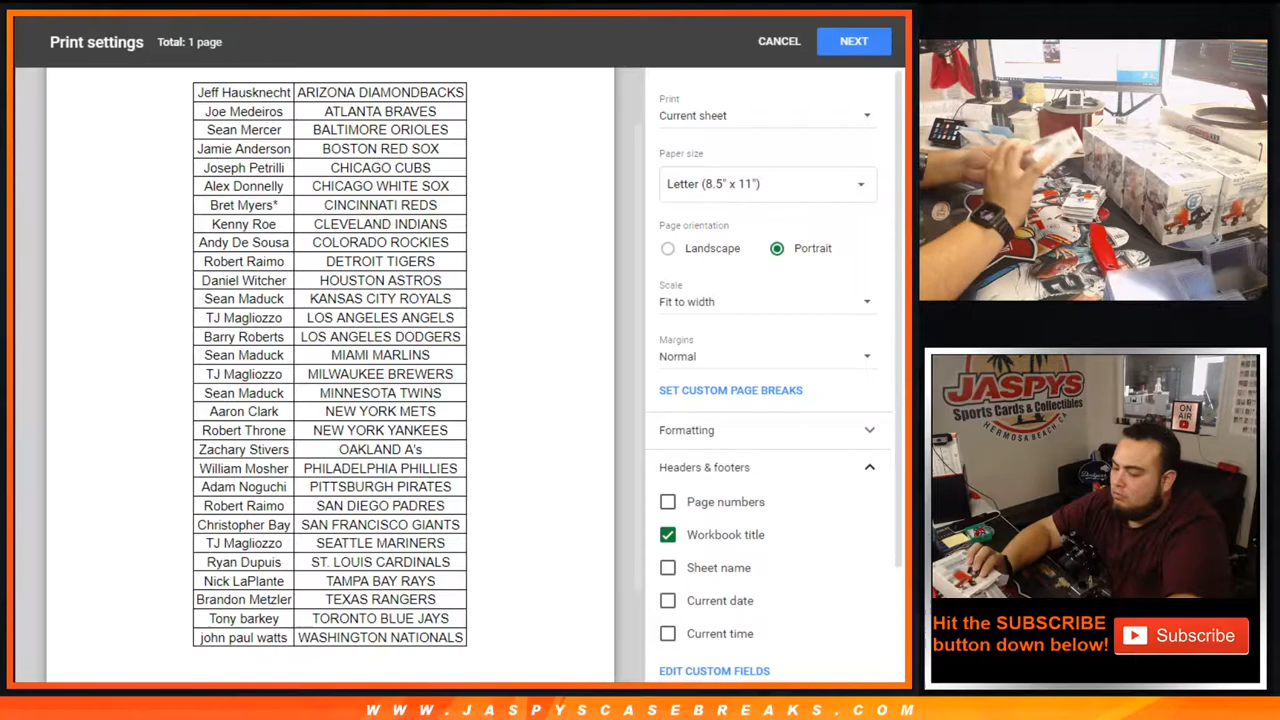 Print settings Total: 1 page CANCEL NEXT
Jeff Hausknecht ARIZONA DIAMONDBACKS
Joe Medeiros ATLANTA BRAVES
Sean Mercer BALTIMORE ORIOLES
Jamie Anderson BOSTON RED SOX
Joseph Petrilli CHICAGO CUBS
Alex Donnelly CHICAGO WHITE SOX
Bret Myers* CINCINNATI REDS
Kenny Roe CLEVELAND INDIANS
Andy De Sousa COLORADO ROCKIES
Robert Raimo DETROIT TIGERS
Daniel Witcher HOUSTON ASTROS
Sean Maduck KANSAS CITY ROYALS
TJ Magliozzo LOS ANGELES ANGELS
Barry Roberts LOS ANGELES DODGERS
Sean Maduck MIAMI MARLINS
TJ Magliozzo MILWAUKEE BREWERS
Sean Maduck MINNESOTA TWINS
Aaron Clark NEW YORK METS
Robert Throne NEW YORK YANKEES
Zachary Stivers OAKLAND A's
William Mosher PHILADELPHIA PHILLIES
Adam Noguchi PITTSBURGH PIRATES
Robert Raimo SAN DIEGO PADRES
Christopher Bay SAN FRANCISCO GIANTS
TJ Magliozzo SEATTLE MARINERS
Ryan Dupuis ST. LOUIS CARDINALS
Nick LaPlante TAMPA BAY RAYS
Brandon Metzler TEXAS RANGERS
Tony barkey TORONTO BLUE JAYS
john paul watts WASHINGTON NATIONALS
Print
Current sheet
Paper size
Letter (8.5" x 11")
Page orientation
Landscape Portrait
Scale
Fit to width
Margins
Normal
SET CUSTOM PAGE BREAKS
Formatting
Headers & footers
Page numbers
Workbook title
Sheet name
Current date
Current time
EDIT CUSTOM FIELDS
JASPYS
Sports Cards & Collectibles
HERMOSA BEACH, CA
ON
AIR
Dodgers
Hit the SUBSCRIBE
button down below!
Subscribe
WWW.JASPYSCASEBREAKS.COM